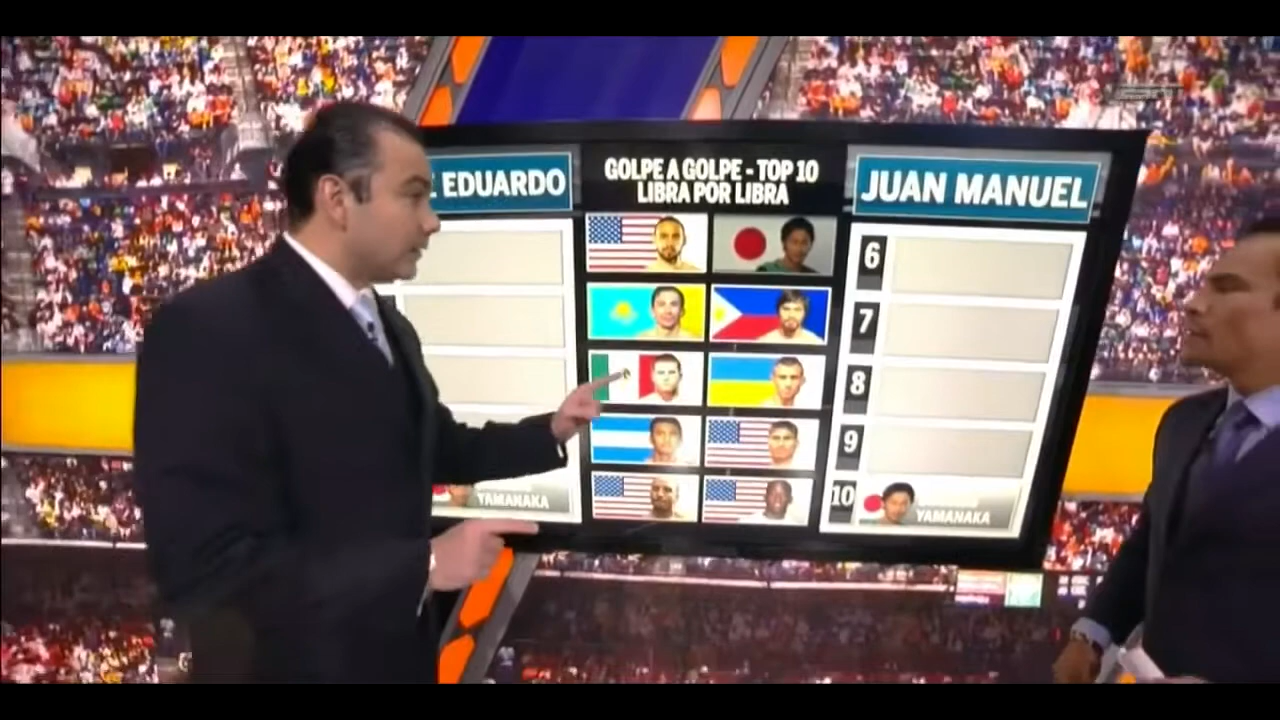 E EDUARDO
GOLPE A GOLPE - TOP 10
LIBRA POR LIBRA
JUAN MANUEL
6
7
8
9
10
YAMANAKA
YAMANAKA